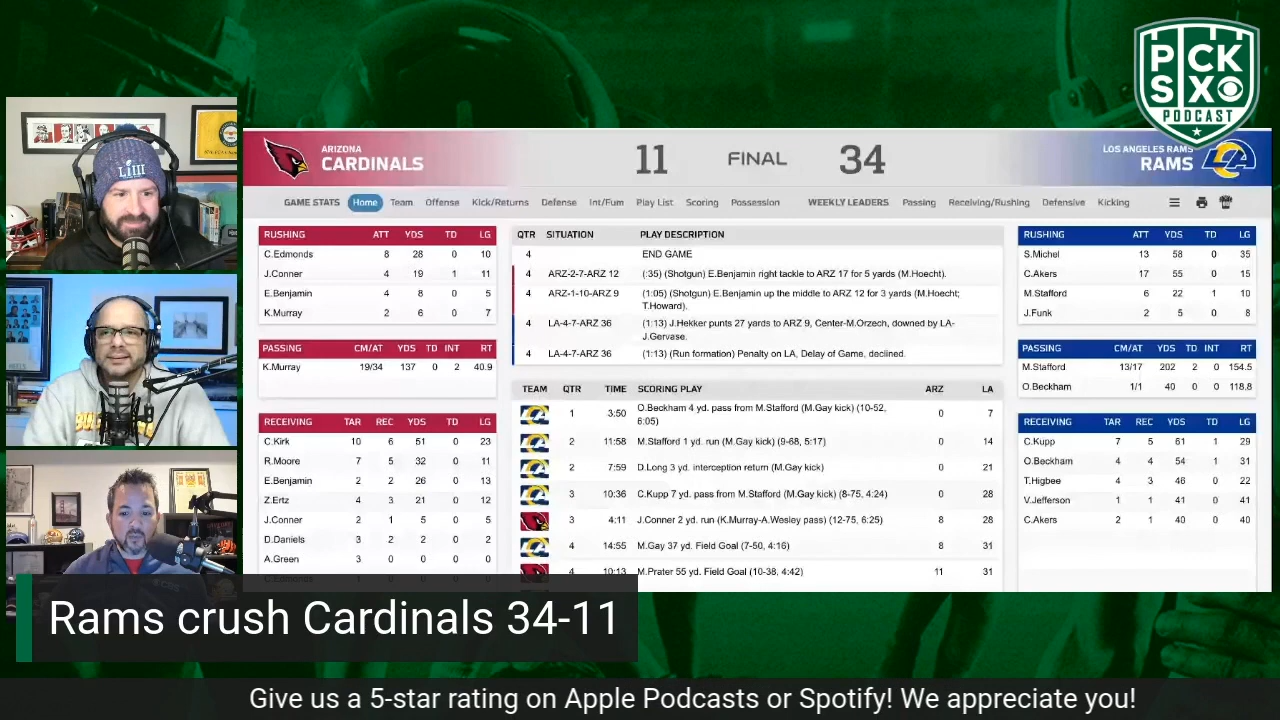 PICK
SIX
PODCAST
LIII
ARIZONA
CARDINALS
11 FINAL 34
LOS ANGELES RAMS
RAMS
GAME STATS Home Team Offense Kick/Returns Defense Int/Fum Play List Scoring Possession WEEKLY LEADERS Passing Receiving/Rushing Defensive Kicking
RUSHING ATT YDS TD LG
C.Edmonds 8 28 0 10
J.Conner 4 19 1 11
E.Benjamin 4 8 0 5
K.Murray 2 6 0 7
PASSING CM/AT YDS TD INT RT
K.Murray 19/34 137 0 2 40.9
RECEIVING TAR REC YDS TD LG
C.Kirk 10 6 51 0 23
R.Moore 7 5 32 0 11
E.Benjamin 2 2 26 0 13
Z.Ertz 4 3 21 0 12
J.Conner 2 1 5 0 5
D.Daniels 3 2 2 0 2
A.Green 3 0 0 0 0
C.Edmonds
QTR SITUATION PLAY DESCRIPTION
4 END GAME
4 ARZ-2-7-ARZ 12 (:35) (Shotgun) E.Benjamin right tackle to ARZ 17 for 5 yards (M.Hoecht).
4 ARZ-1-10-ARZ 9 (1:05) (Shotgun) E.Benjamin up the middle to ARZ 12 for 3 yards (M.Hoecht;
T.Howard).
4 LA-4-7-ARZ 36 (1:13) J.Hekker punts 27 yards to ARZ 9, Center-M.Orzech, downed by LA-
J.Gervase.
4 LA-4-7-ARZ 36 (1:13) (Run formation) Penalty on LA, Delay of Game, declined.
TEAM QTR TIME SCORING PLAY ARZ LA
1 3:50 O.Beckham 4 yd. pass from M.Stafford (M.Gay kick) (10-52, 0 7
6:05)
2 11:58 M.Stafford 1 yd. run (M.Gay kick) (9-68, 5:17) 0 14
2 7:59 D.Long 3 yd. interception return (M.Gay kick) 0 21
3 10:36 C.Kupp 7 yd. pass from M.Stafford (M.Gay kick) (8-75, 4:24) 0 28
3 4:11 J.Conner 2 yd. run (K.Murray-A.Wesley pass) (12-75, 6:25) 8 28
4 14:55 M.Gay 37 yd. Field Goal (7-50, 4:16) 8 31
4 10:13 M.Prater 55 yd. Field Goal (10-38, 4:42) 11 31
RUSHING ATT YDS TD LG
S.Michel 13 58 0 35
C.Akers 17 55 0 15
M.Stafford 6 22 1 10
J.Funk 2 5 0 8
PASSING CM/AT YDS TD INT RT
M.Stafford 13/17 202 2 0 154.5
O.Beckham 1/1 40 0 0 118.8
RECEIVING TAR REC YDS TD LG
C.Kupp 7 5 61 1 29
O.Beckham 4 4 54 1 31
T.Higbee 4 3 46 0 22
V.Jefferson 1 1 41 0 41
C.Akers 2 1 40 0 40
Rams crush Cardinals 34-11
Give us a 5-star rating on Apple Podcasts or Spotify! We appreciate you!